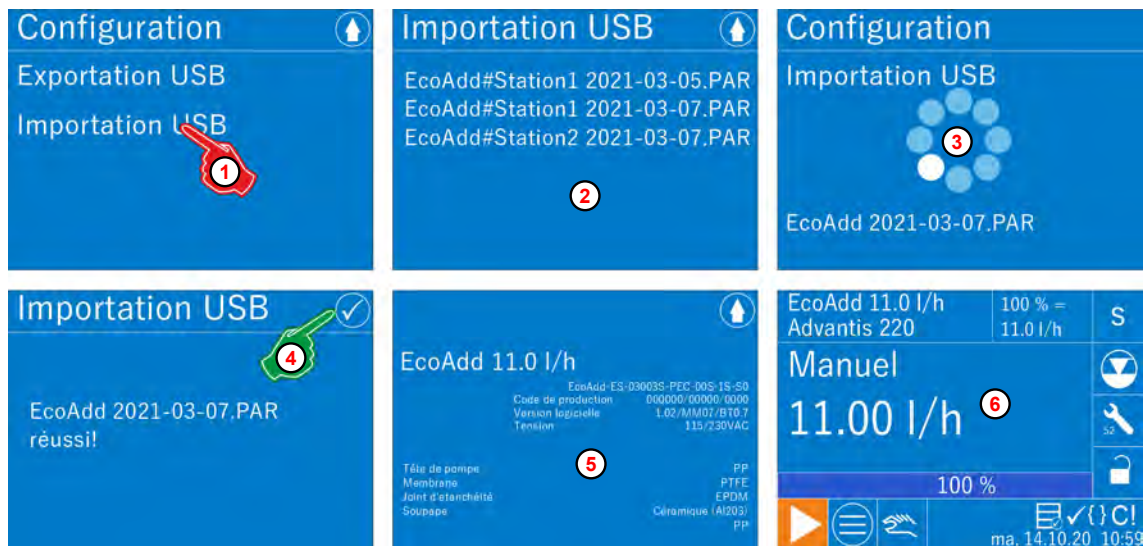 Configuration
Exportation USB
Importation USB
1
Importation USB
EcoAdd#Station1 2021-03-05.PAR
EcoAdd#Station1 2021-03-07.PAR
EcoAdd#Station2 2021-03-07.PAR
2
Configuration
Importation USB
3
EcoAdd 2021-03-07.PAR
Importation USB
4
EcoAdd 2021-03-07.PAR
réussi!
EcoAdd 11.0 l/h
EcoAdd-ES-03003S-PEC-00S-1S-S0
Code de production 000000/00000/0000
Version logicielle 1.02/MM07/BT0.7
Tension 115/230VAC
5
Tête de pompe PP
Membrane PTFE
Joint d'etanchéité EPDM
Soupape Céramique (Al2O3)
PP
EcoAdd 11.0 l/h 100 % =
Advantis 220 11.0 l/h
S
Manuel
11.00 l/h
6
52
100 %
{ } C!
ma. 14.10.20 10:59